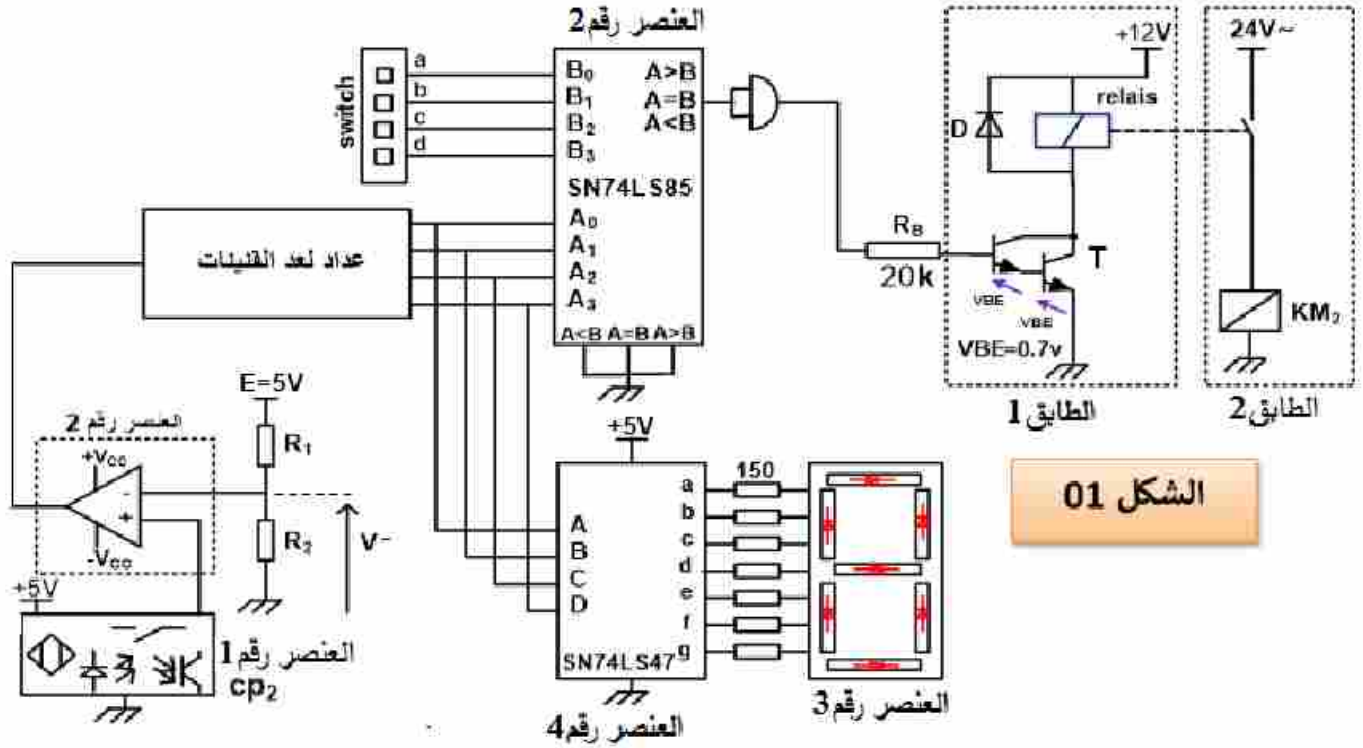 العنصر رقم2
switch
a
b
c
d
B0
B1
B2
B3
A>B
A=B
A<B
SN74LS85
A0
A1
A2
A3
A<B A=B A>B
عداد لعد القنينات
RB
20k
+12V
relais
D
T
VBE
VBE
VBE=0.7v
الطابق1
24V~
KM2
الطابق2
الشكل 01
E=5V
R1
R2
V-
العنصر رقم 2
+Vcc
-
+
-Vcc
+5V
العنصر رقم1
cp2
+5V
A
B
C
D
a
b
c
d
e
f
g
SN74LS47
150
العنصر رقم4
العنصر رقم3